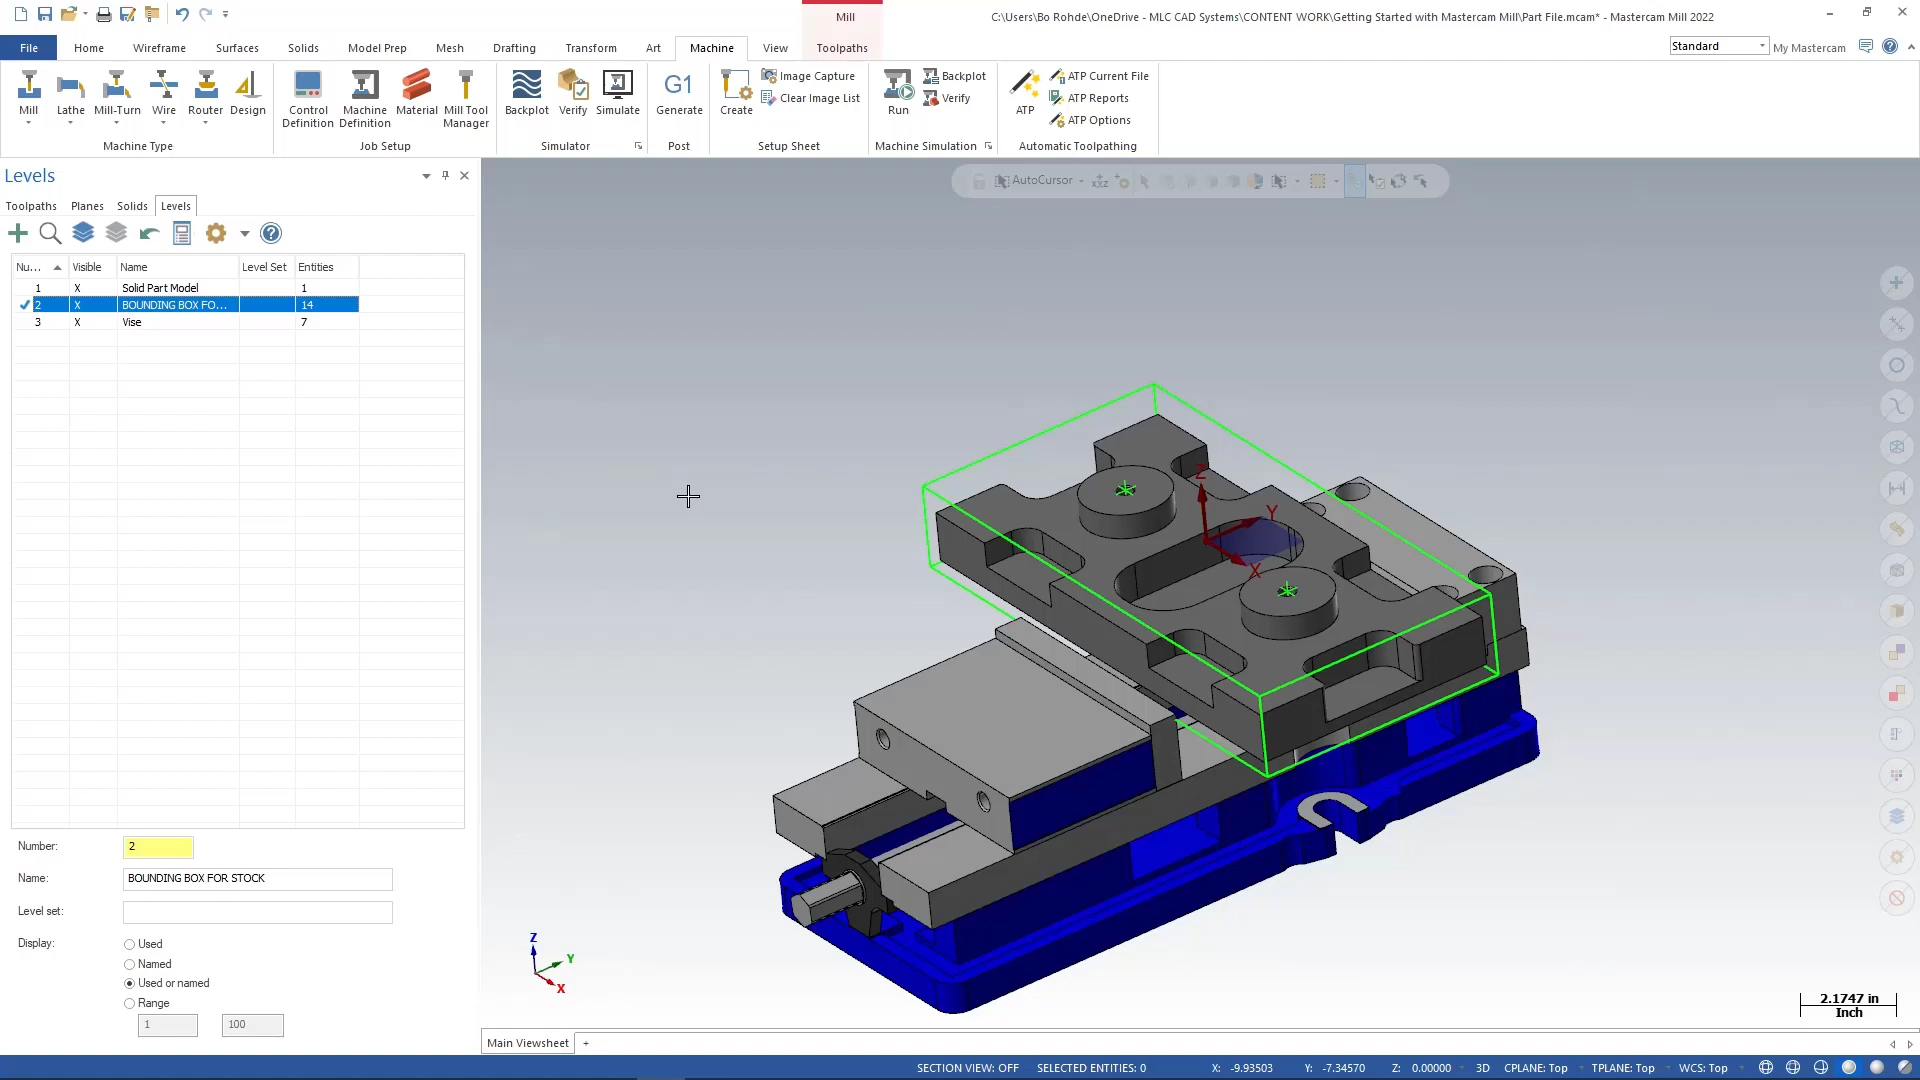 Mill
C:\Users\Bo Rohde\OneDrive - MLC CAD Systems\CONTENT WORK\Getting Started with Mastercam Mill\Part File.mcam* - Mastercam Mill 2022
File Home Wireframe Surfaces Solids Model Prep Mesh Drafting Transform Art Machine View Toolpaths
Standard My Mastercam
Mill Lathe Mill-Turn Wire Router Design
Machine Type
Control Definition Machine Definition Material Mill Tool Manager
Job Setup
Backplot Verify Simulate
Simulator
G1
Generate
Post
Create Image Capture
Clear Image List
Setup Sheet
Run Backplot
Verify
Machine Simulation
ATP ATP Current File
ATP Reports
ATP Options
Automatic Toolpathing
Levels
Toolpaths Planes Solids Levels
Nu... Visible Name Level Set Entities
1 X Solid Part Model 1
2 X BOUNDING BOX FO... 14
3 X Vise 7
Number: 2
Name: BOUNDING BOX FOR STOCK
Level set:
Display: Used
Named
Used or named
Range
1 100
AutoCursor
xyz
Z
Y
X
Z
Y
X
2.1747 in
Inch
Main Viewsheet +
SECTION VIEW: OFF SELECTED ENTITIES: 0 X: -9.93503 Y: -7.34570 Z: 0.00000 3D CPLANE: Top TPLANE: Top WCS: Top